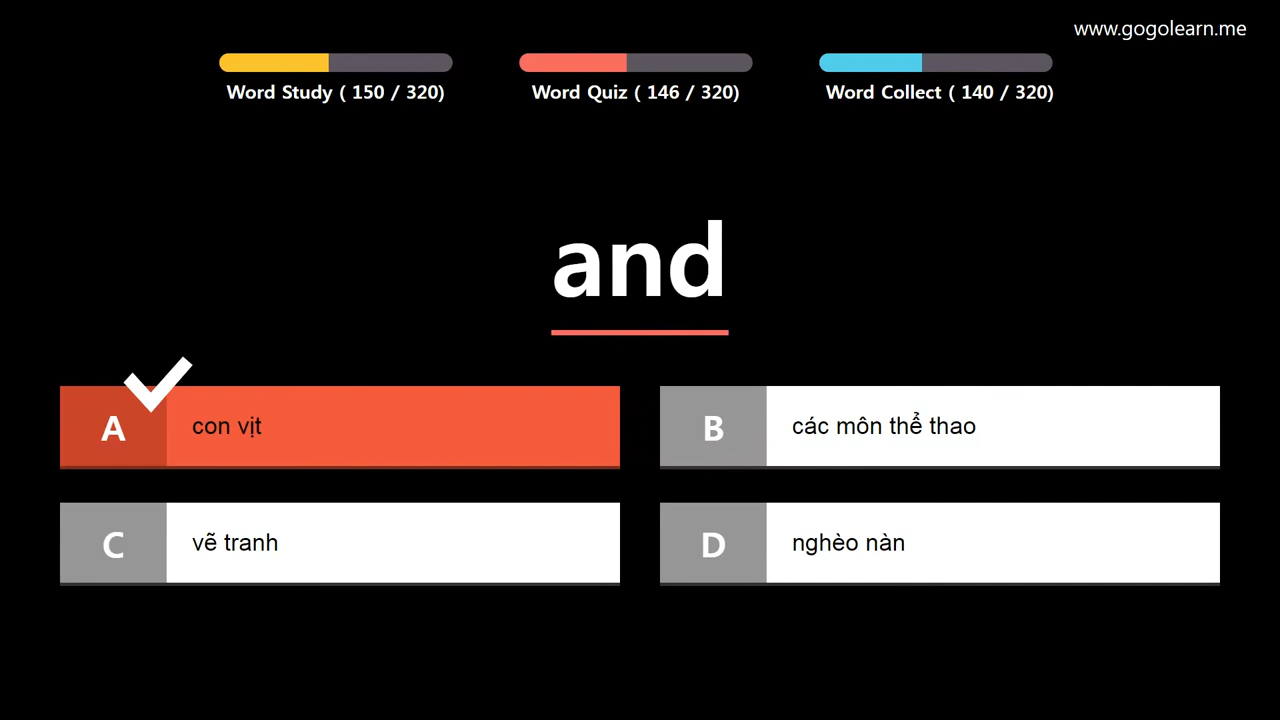 www.gogolearn.me
Word Study ( 150 / 320)
Word Quiz ( 146 / 320)
Word Collect ( 140 / 320)
and
A
con vịt
B
các môn thể thao
C
vẽ tranh
D
nghèo nàn